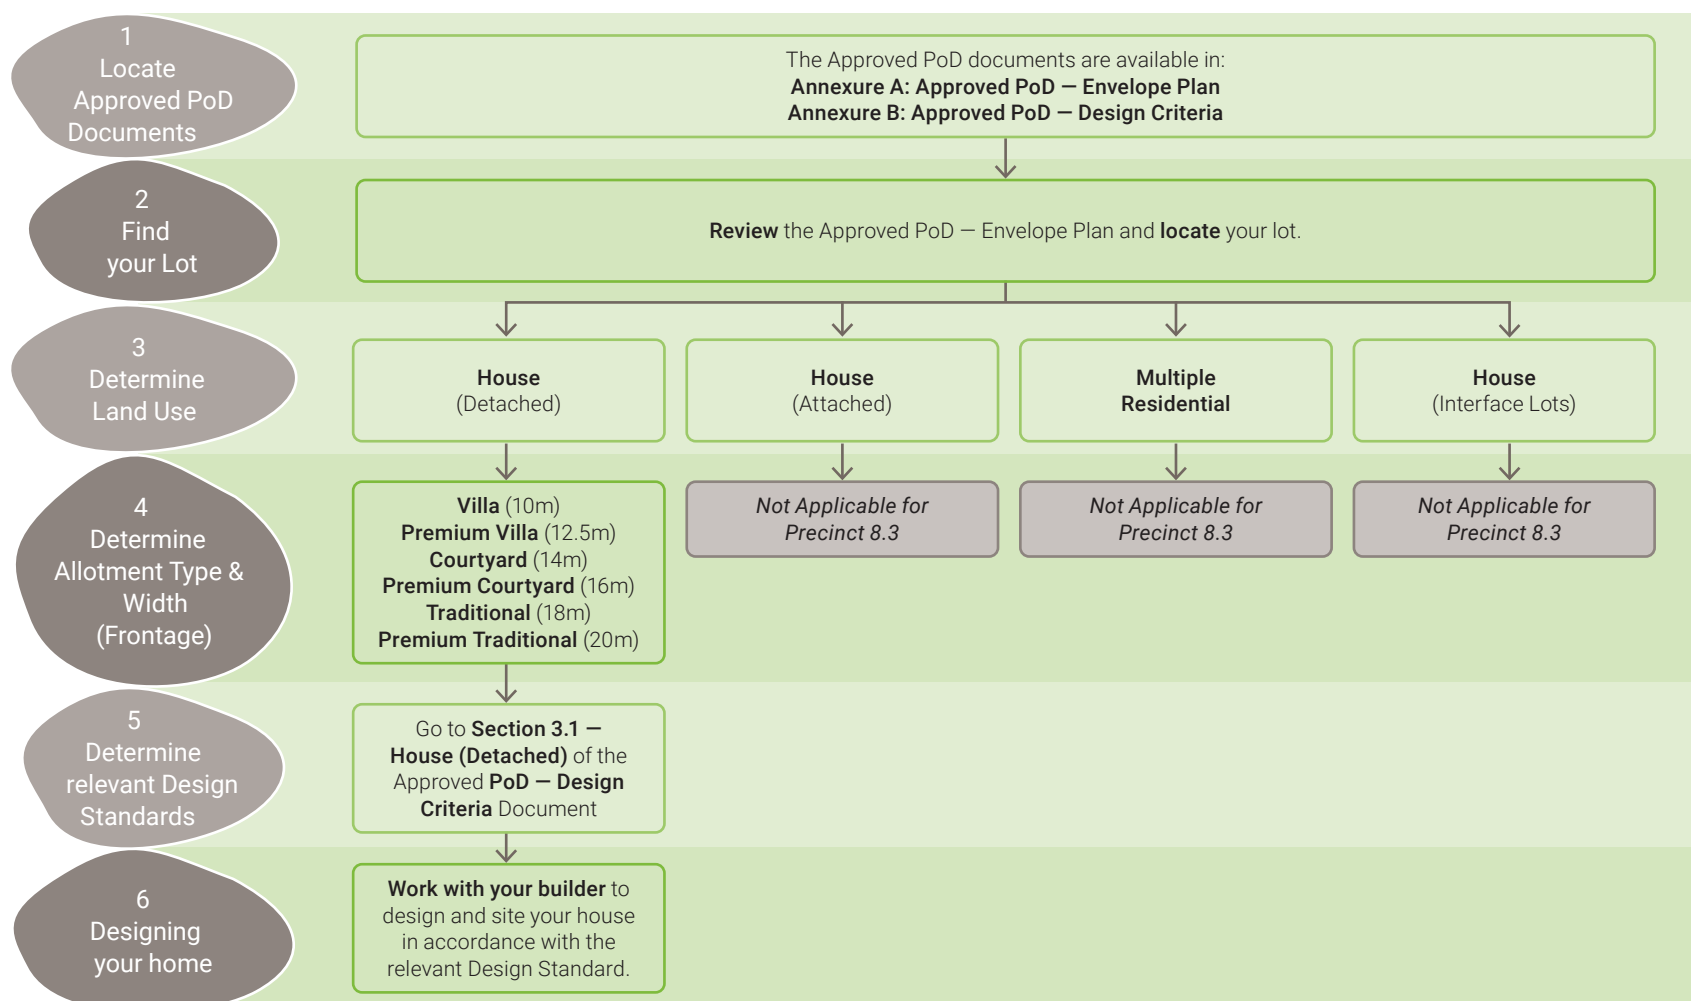 1
Locate
Approved PoD
Documents
The Approved PoD documents are available in:
Annexure A: Approved PoD — Envelope Plan
Annexure B: Approved PoD — Design Criteria
2
Find
your Lot
Review the Approved PoD — Envelope Plan and locate your lot.
3
Determine
Land Use
House
(Detached)
House
(Attached)
Multiple
Residential
House
(Interface Lots)
4
Determine
Allotment Type &
Width
(Frontage)
Villa (10m)
Premium Villa (12.5m)
Courtyard (14m)
Premium Courtyard (16m)
Traditional (18m)
Premium Traditional (20m)
Not Applicable for
Precinct 8.3
Not Applicable for
Precinct 8.3
Not Applicable for
Precinct 8.3
5
Determine
relevant Design
Standards
Go to Section 3.1 —
House (Detached) of the
Approved PoD — Design
Criteria Document
6
Designing
your home
Work with your builder to
design and site your house
in accordance with the
relevant Design Standard.